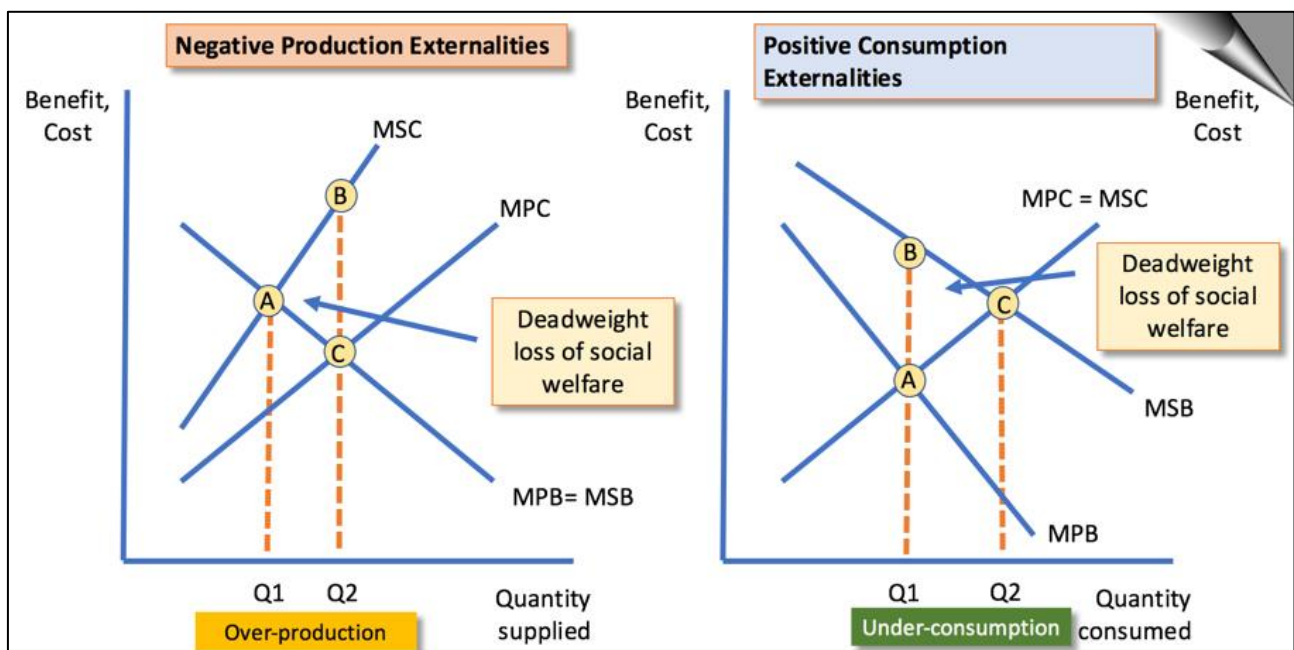 Negative Production Externalities
Benefit,
Cost
MSC
B
MPC
A
C
Deadweight
loss of social
welfare
MPB= MSB
Q1
Q2
Quantity
supplied
Over-production
Positive Consumption
Externalities
Benefit,
Cost
Benefit,
Cost
MPC = MSC
B
Deadweight
loss of social
welfare
C
A
MSB
MPB
Q1
Q2
Quantity
consumed
Under-consumption